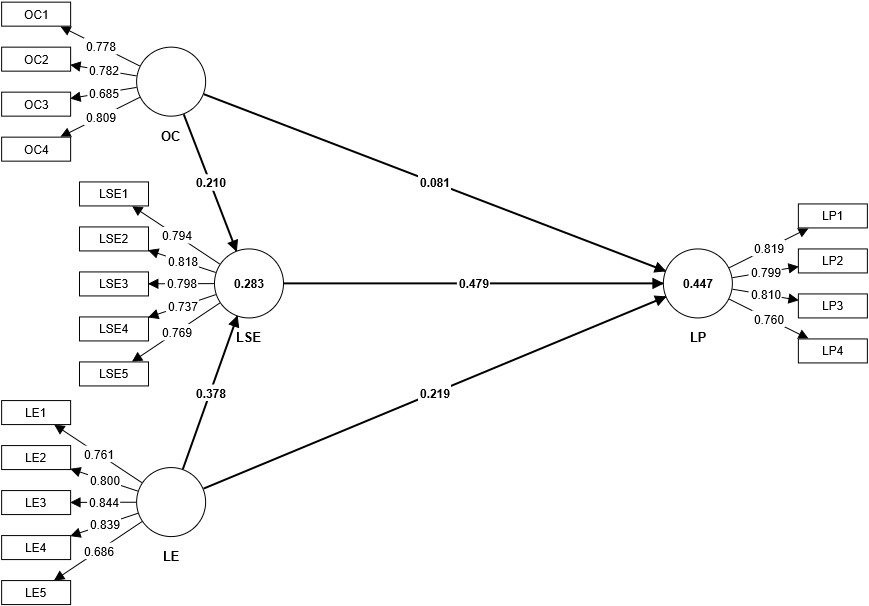 OC1
0.778
OC2
0.782
OC3
0.685
OC4
0.809
OC
0.210
0.081
LSE1
0.794
LSE2
0.818
LSE3
0.798
LSE4
0.737
LSE5
0.769
0.283
LSE
0.479
0.447
LP
LP1
0.819
LP2
0.799
LP3
0.810
LP4
0.760
0.378
0.219
LE1
0.761
LE2
0.800
LE3
0.844
LE4
0.839
LE5
0.686
LE